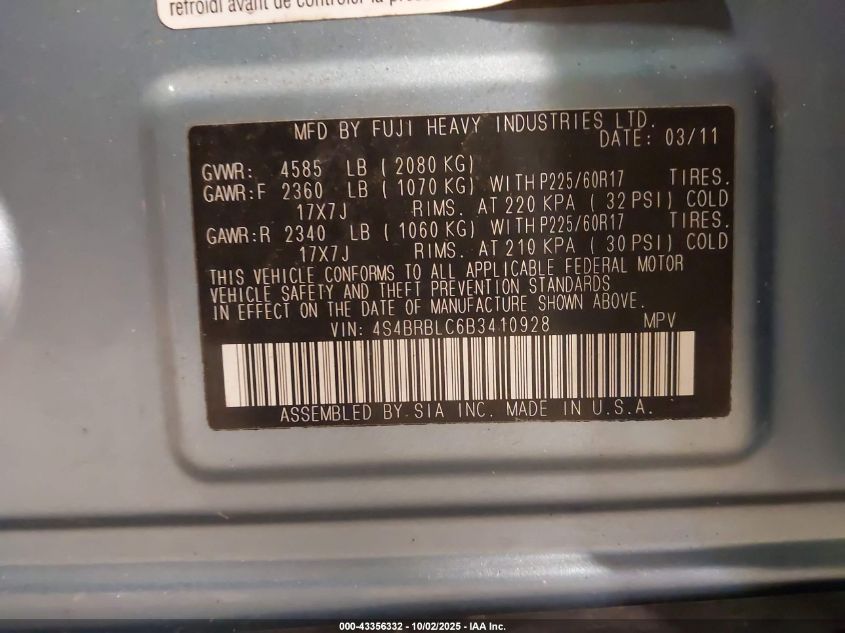 refroidi avant de contrôler la
MFD BY FUJI HEAVY INDUSTRIES LTD.
DATE: 03/11
GVWR: 4585 LB ( 2080 KG)
GAWR:F 2360 LB ( 1070 KG) WITH P225/60R17 TIRES.
17X7J RIMS. AT 220 KPA ( 32 PSI) COLD
GAWR:R 2340 LB ( 1060 KG) WITH P225/60R17 TIRES.
17X7J RIMS. AT 210 KPA ( 30 PSI) COLD
THIS VEHICLE CONFORMS TO ALL APPLICABLE FEDERAL MOTOR
VEHICLE SAFETY AND THEFT PREVENTION STANDARDS
IN EFFECT ON THE DATE OF MANUFACTURE SHOWN ABOVE.
VIN: 4S4BRBLC6B3410928 MPV
ASSEMBLED BY SIA INC. MADE IN U.S.A.
000-43356332 - 10/02/2025 - IAA Inc.